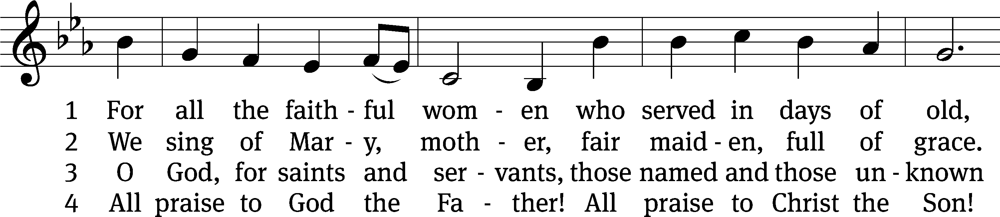 1 For all the faith - ful wom - en who served in days of old,
2 We sing of Mar - y, moth - er, fair maid - en, full of grace.
3 O God, for saints and ser - vants, those named and those un - known
4 All praise to God the Fa - ther! All praise to Christ the Son!